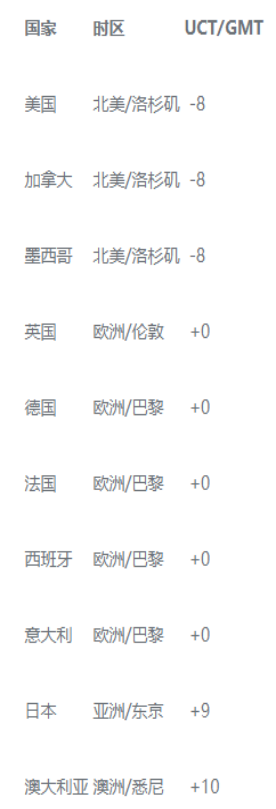 国家 时区 UCT/GMT
美国 北美/洛杉矶 -8
加拿大 北美/洛杉矶 -8
墨西哥 北美/洛杉矶 -8
英国 欧洲/伦敦 +0
德国 欧洲/巴黎 +0
法国 欧洲/巴黎 +0
西班牙 欧洲/巴黎 +0
意大利 欧洲/巴黎 +0
日本 亚洲/东京 +9
澳大利亚 澳洲/悉尼 +10